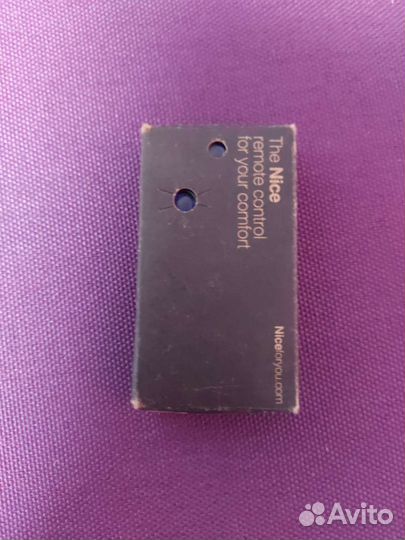 The Nice
remote control
for your comfort
Niceforyou.com
Avito